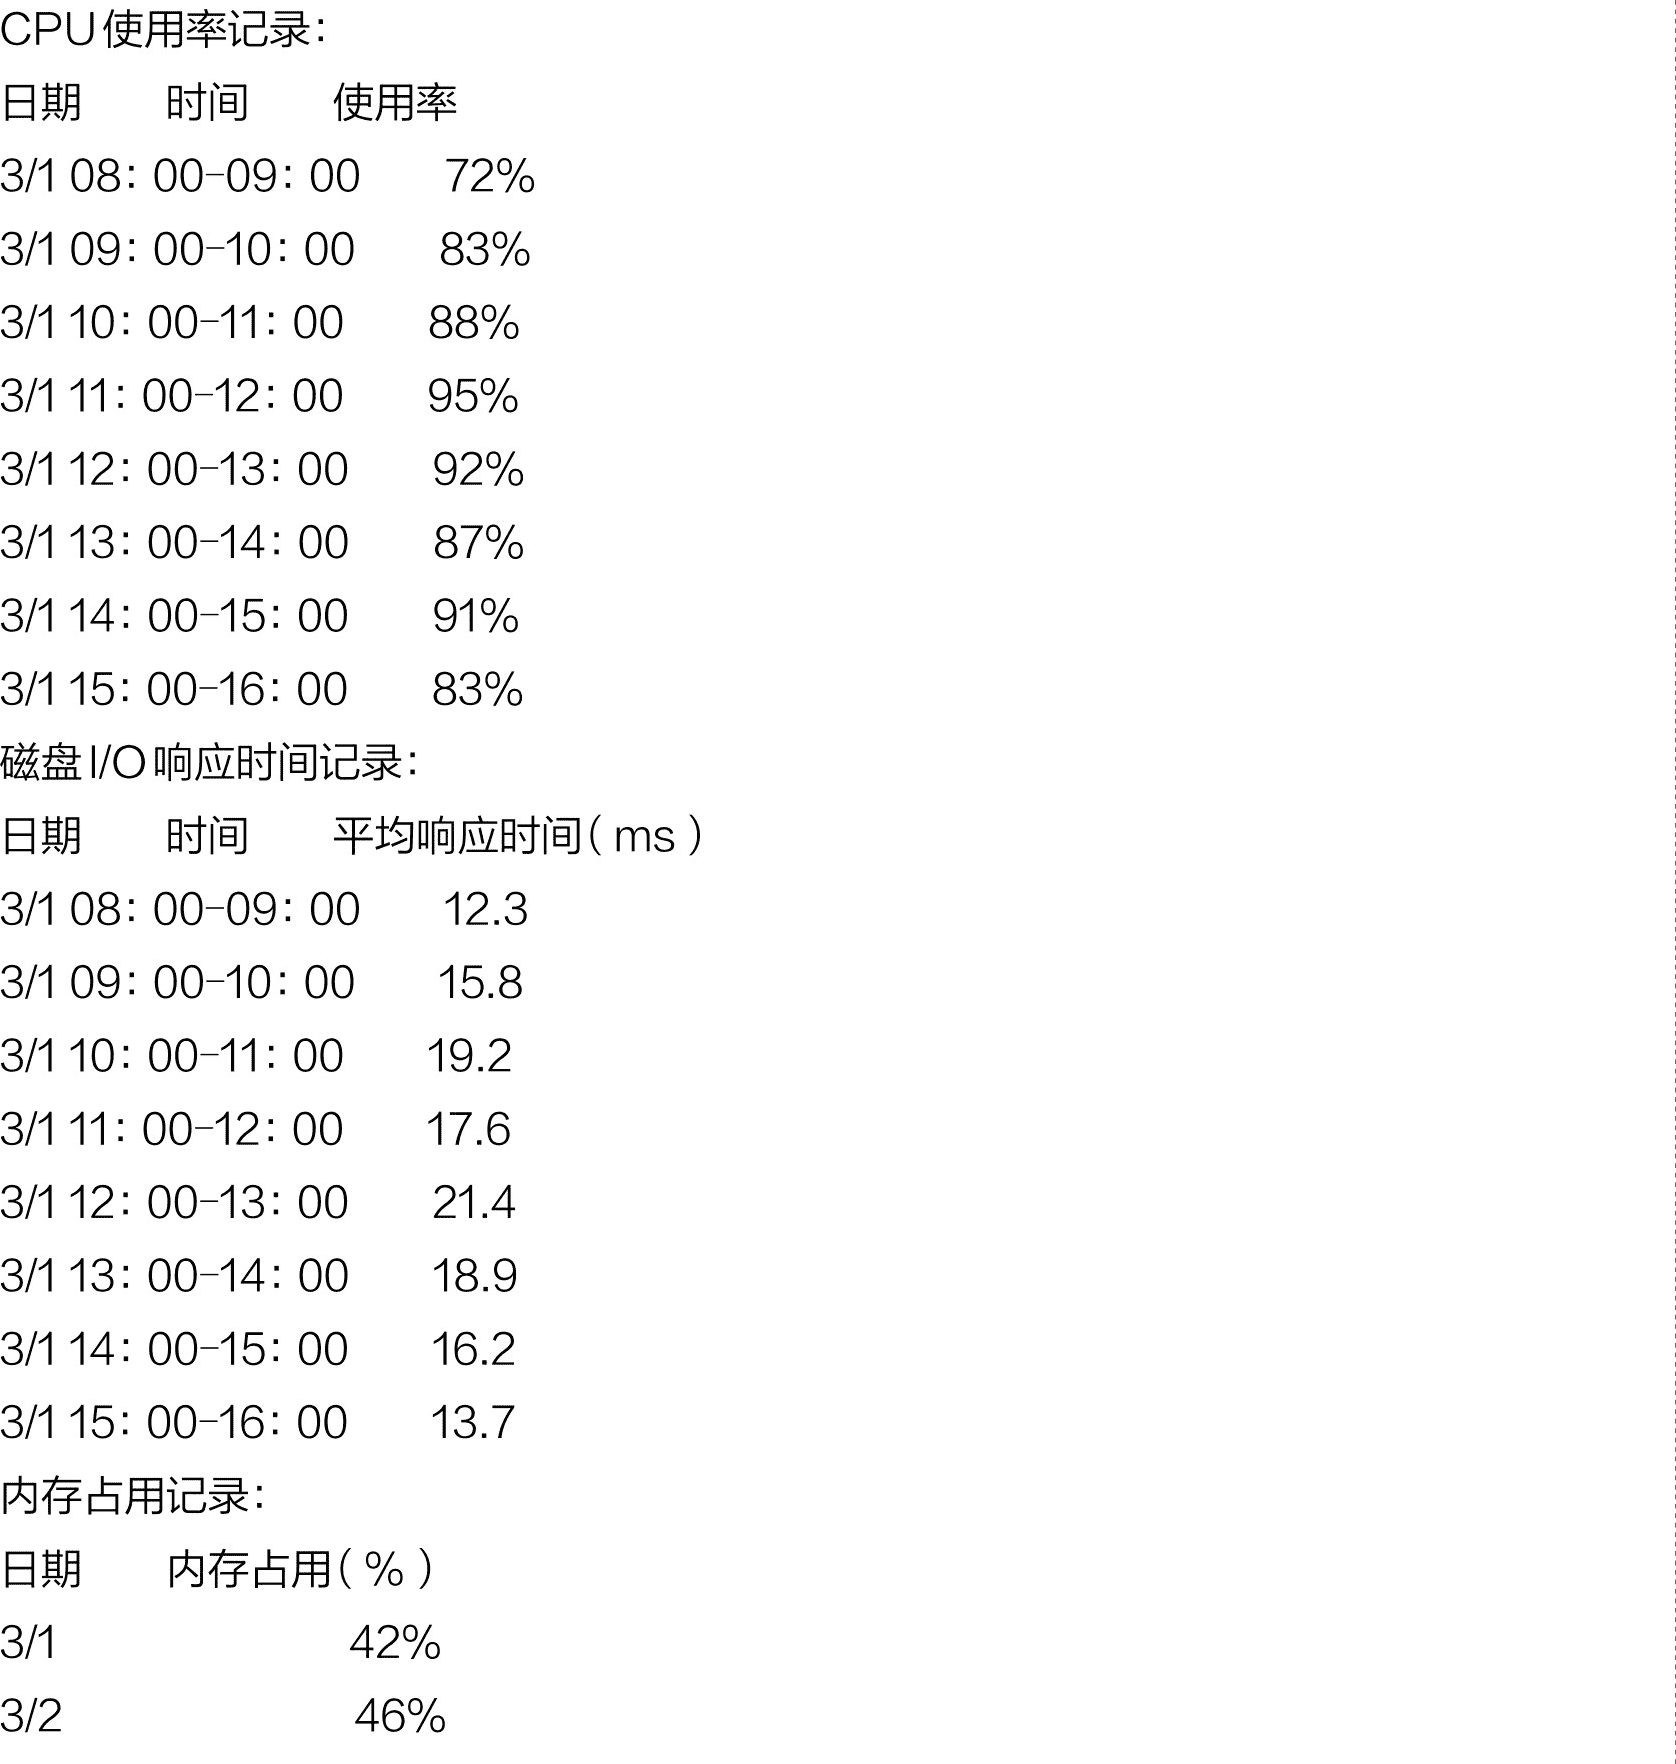 CPU使用率记录：
日期　　时间　　使用率
3/1 08：00-09：00　　72%
3/1 09：00-10：00　　83%
3/1 10：00-11：00　　88%
3/1 11：00-12：00　　95%
3/1 12：00-13：00　　92%
3/1 13：00-14：00　　87%
3/1 14：00-15：00　　91%
3/1 15：00-16：00　　83%
磁盘I/O响应时间记录：
日期　　时间　　平均响应时间（ms）
3/1 08：00-09：00　　12.3
3/1 09：00-10：00　　15.8
3/1 10：00-11：00　　19.2
3/1 11：00-12：00　　17.6
3/1 12：00-13：00　　21.4
3/1 13：00-14：00　　18.9
3/1 14：00-15：00　　16.2
3/1 15：00-16：00　　13.7
内存占用记录：
日期　　内存占用（%）
3/1　　　　　　　42%
3/2　　　　　　　46%